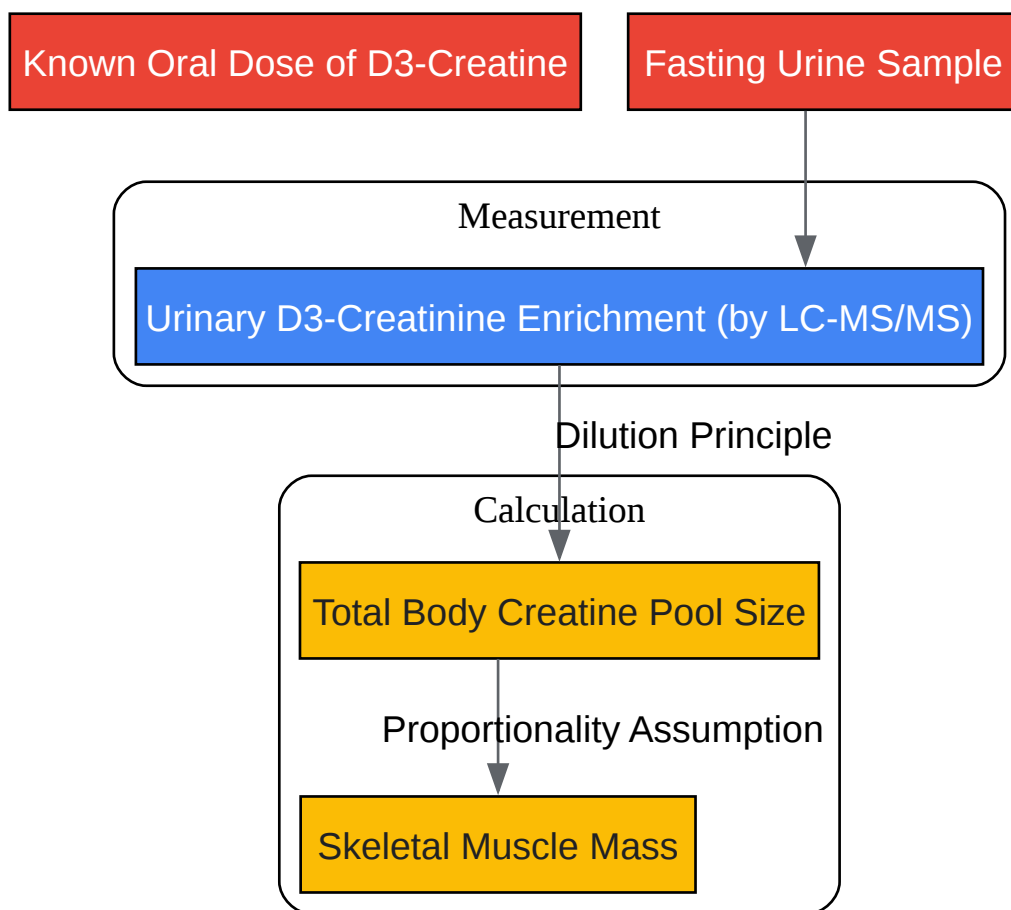 Known Oral Dose of D3-Creatine
Fasting Urine Sample
Measurement
Urinary D3-Creatinine Enrichment (by LC-MS/MS)
Dilution Principle
Calculation
Total Body Creatine Pool Size
Proportionality Assumption
Skeletal Muscle Mass